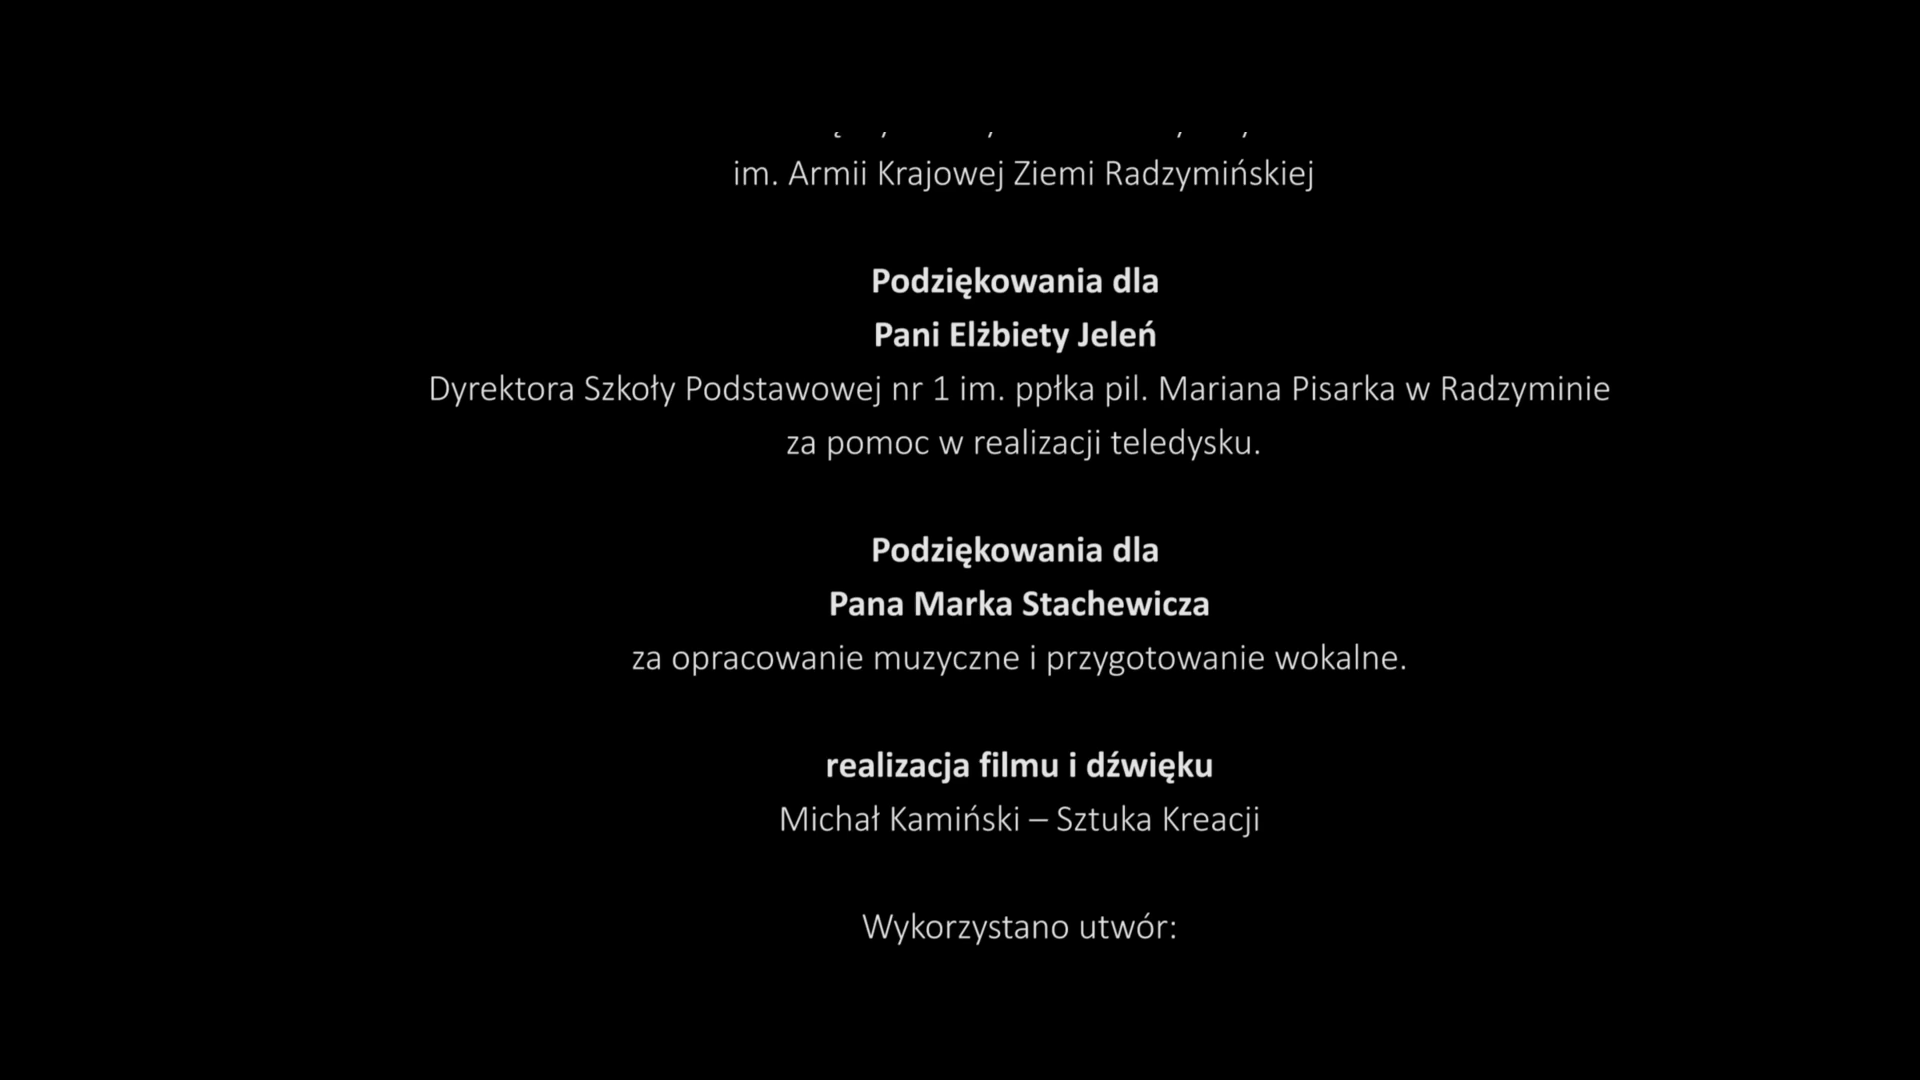 im. Armii Krajowej Ziemi Radzymińskiej
Podziękowania dla
Pani Elżbiety Jeleń
Dyrektora Szkoły Podstawowej nr 1 im. ppłka pil. Mariana Pisarka w Radzyminie
za pomoc w realizacji teledysku.
Podziękowania dla
Pana Marka Stachewicza
za opracowanie muzyczne i przygotowanie wokalne.
realizacja filmu i dźwięku
Michał Kamiński – Sztuka Kreacji
Wykorzystano utwór: